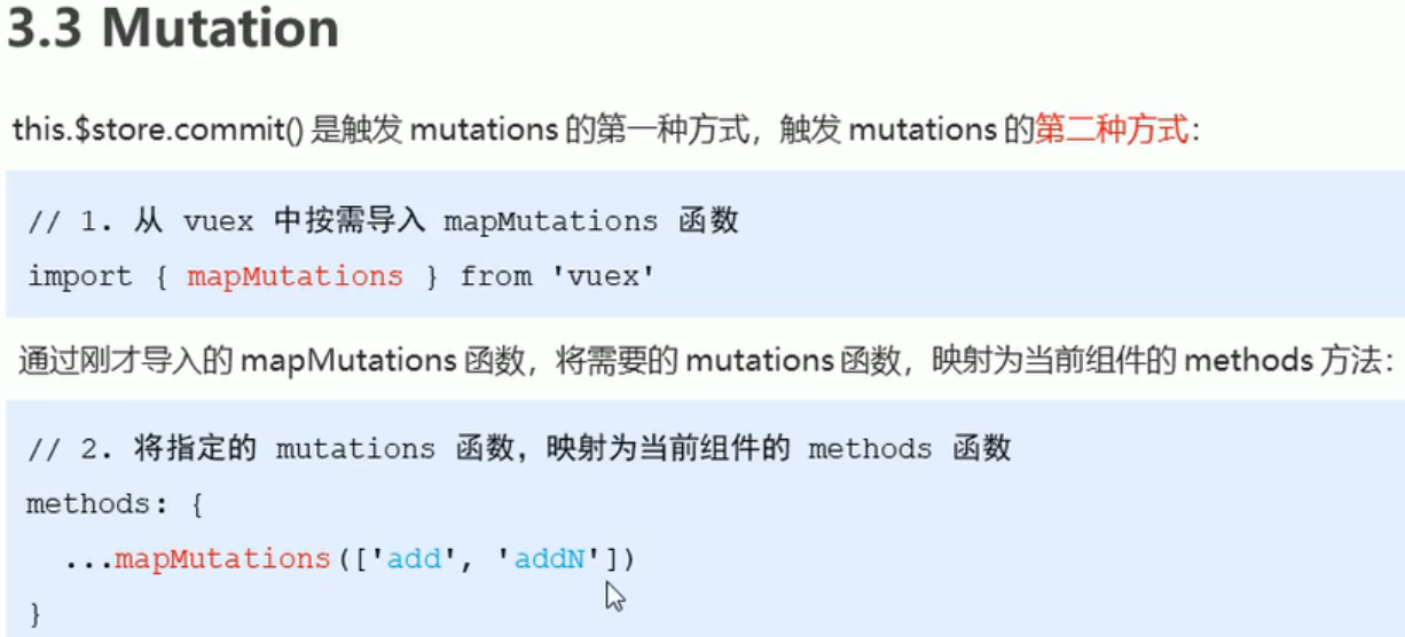 3.3 Mutation
this.$store.commit() 是触发 mutations 的第一种方式，触发 mutations 的第二种方式：
// 1. 从 vuex 中按需导入 mapMutations 函数
import { mapMutations } from 'vuex'
通过刚才导入的 mapMutations 函数，将需要的 mutations 函数，映射为当前组件的 methods 方法：
// 2. 将指定的 mutations 函数，映射为当前组件的 methods 函数
methods: {
  ...mapMutations(['add', 'addN'])
}